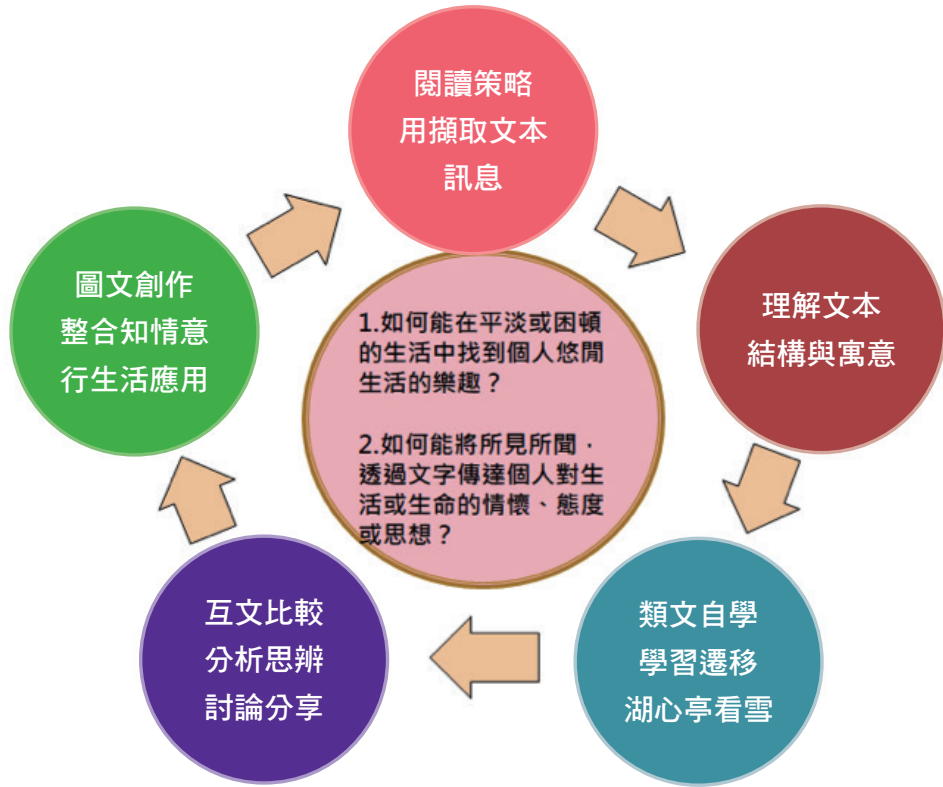 閱讀策略
用擷取文本
訊息
理解文本
結構與寓意
類文自學
學習遷移
湖心亭看雪
互文比較
分析思辨
討論分享
圖文創作
整合知情意
行生活應用
1.如何能在平淡或困頓
的生活中找到個人悠閒
生活的樂趣？
2.如何能將所見所聞，
透過文字傳達個人對生
活或生命的情懷、態度
或思想？